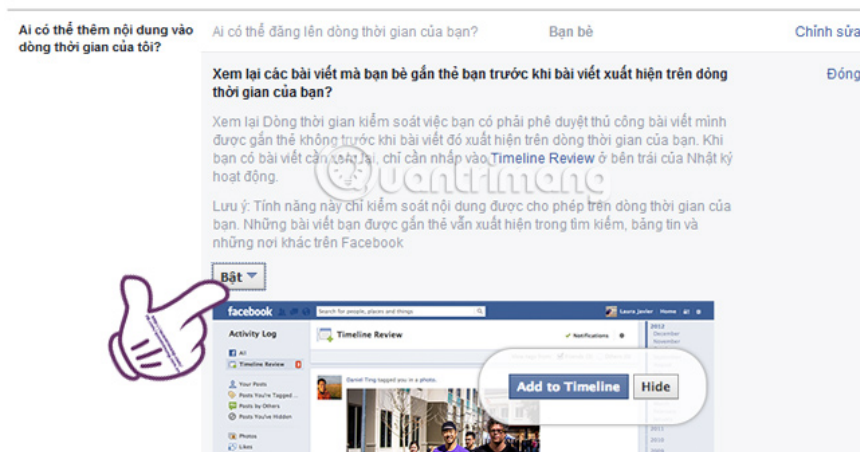 Ai có thể thêm nội dung vào
dòng thời gian của tôi?
Ai có thể đăng lên dòng thời gian của bạn?
Bạn bè
Chỉnh sửa
Xem lại các bài viết mà bạn bè gắn thẻ bạn trước khi bài viết xuất hiện trên dòng
thời gian của bạn?
Đóng
Xem lại Dòng thời gian kiểm soát việc bạn có phải phê duyệt thủ công bài viết mình
được gắn thẻ không trước khi bài viết đó xuất hiện trên dòng thời gian của bạn. Khi
bạn có bài viết cần xem lại, chỉ cần nhấp vào Timeline Review ở bên trái của Nhật ký
hoạt động.
Quantrimang
Lưu ý: Tính năng này chỉ kiểm soát nội dung được cho phép trên dòng thời gian của
bạn. Những bài viết bạn được gắn thẻ vẫn xuất hiện trong tìm kiếm, bảng tin và
những nơi khác trên Facebook
Bật
facebook
Search for people, places and things
Laura Javier
Home
Activity Log
Timeline Review
Notifications
2012
December
November
All
Timeline Review
Your Posts
Posts You're Tagged...
Posts by Others
Posts You've Hidden
Photos
Likes
Daniel Ting tagged you in a photo.
Add to Timeline
Hide
2011
2010
2009